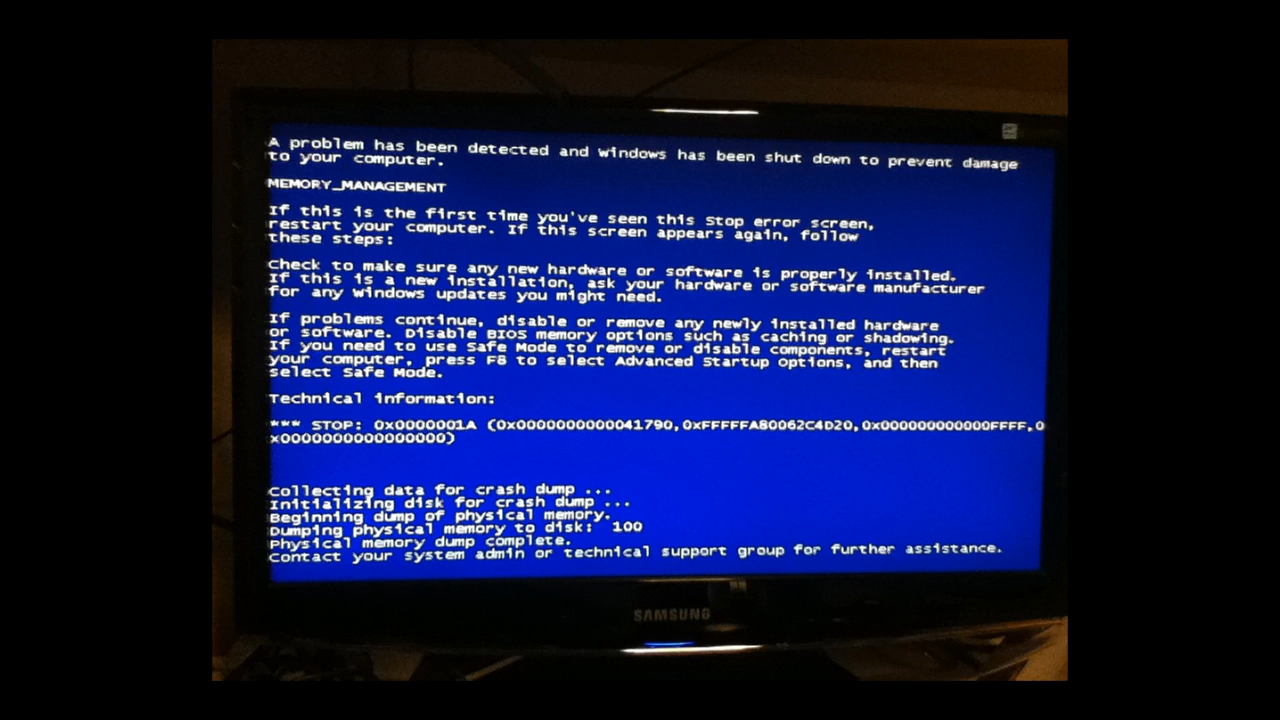 A problem has been detected and windows has been shut down to prevent damage
to your computer.
MEMORY_MANAGEMENT
If this is the first time you've seen this Stop error screen,
restart your computer. If this screen appears again, follow
these steps:
Check to make sure any new hardware or software is properly installed.
If this is a new installation, ask your hardware or software manufacturer
for any windows updates you might need.
If problems continue, disable or remove any newly installed hardware
or software. Disable BIOS memory options such as caching or shadowing.
If you need to use Safe Mode to remove or disable components, restart
your computer, press F8 to select Advanced Startup Options, and then
select Safe Mode.
Technical information:
*** STOP: 0x0000001A (0x0000000000041790,0xFFFFFA80062C4D20,0x000000000000FFFF,0
x0000000000000000)
Collecting data for crash dump ...
Initializing disk for crash dump ...
Beginning dump of physical memory.
Dumping physical memory to disk: 100
Physical memory dump complete.
Contact your system admin or technical support group for further assistance.
SAMSUNG